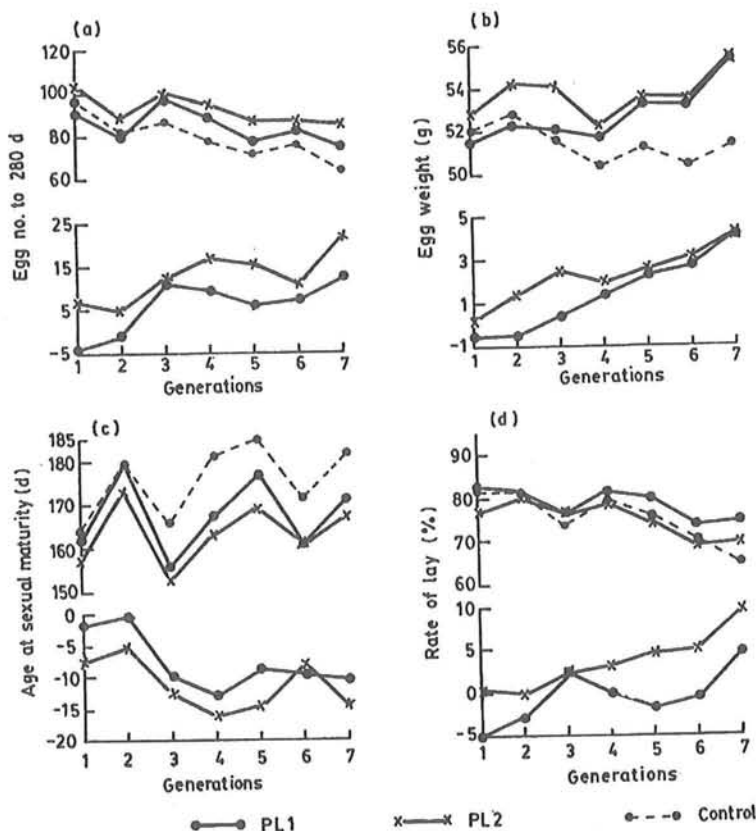 (a)
120
100
80
60
25
15
5
-5
Egg no. to 280 d
1 2 3 4 5 6 7
Generations
(b)
56
54
52
50
5
3
1
-1
Egg weight (g)
1 2 3 4 5 6 7
Generations
(c)
185
180
170
160
150
0
-5
-10
-15
-20
Age at sexual maturity (d)
1 2 3 4 5 6 7
Generations
(d)
90
80
70
60
10
5
0
-5
Rate of lay (%)
1 2 3 4 5 6 7
Generations
PL1 PL2 Control